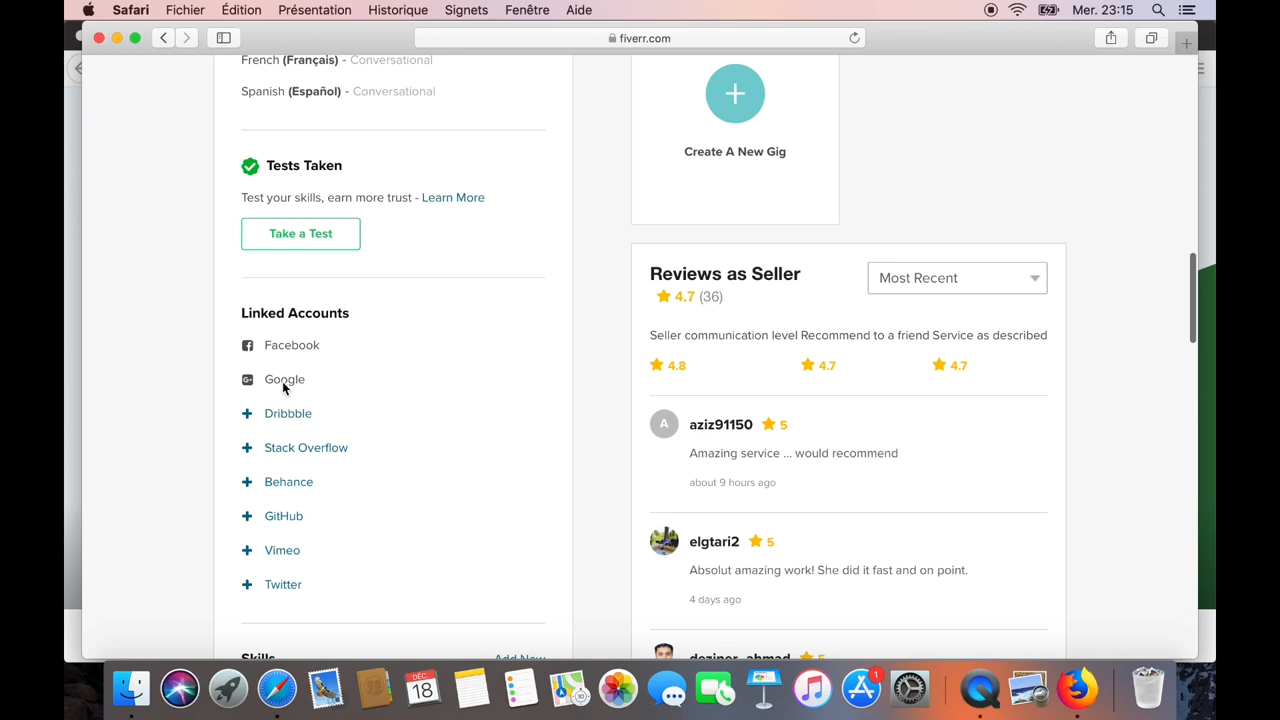 Safari Fichier Édition Présentation Historique Signets Fenêtre Aide Mer. 23:15
fiverr.com
French (Français) - Conversational
Spanish (Español) - Conversational
Tests Taken
Test your skills, earn more trust - Learn More
Take a Test
Linked Accounts
Facebook
G+ Google
Dribbble
Stack Overflow
Behance
GitHub
Vimeo
Twitter
Skills Add New
Create A New Gig
Reviews as Seller
4.7 (36)
Most Recent
Seller communication level Recommend to a friend Service as described
4.8 4.7 4.7
A aziz91150 5
Amazing service ... would recommend
about 9 hours ago
elgtari2 5
Absolut amazing work! She did it fast and on point.
4 days ago
deziner_ahmad 5
DÉC
18
1